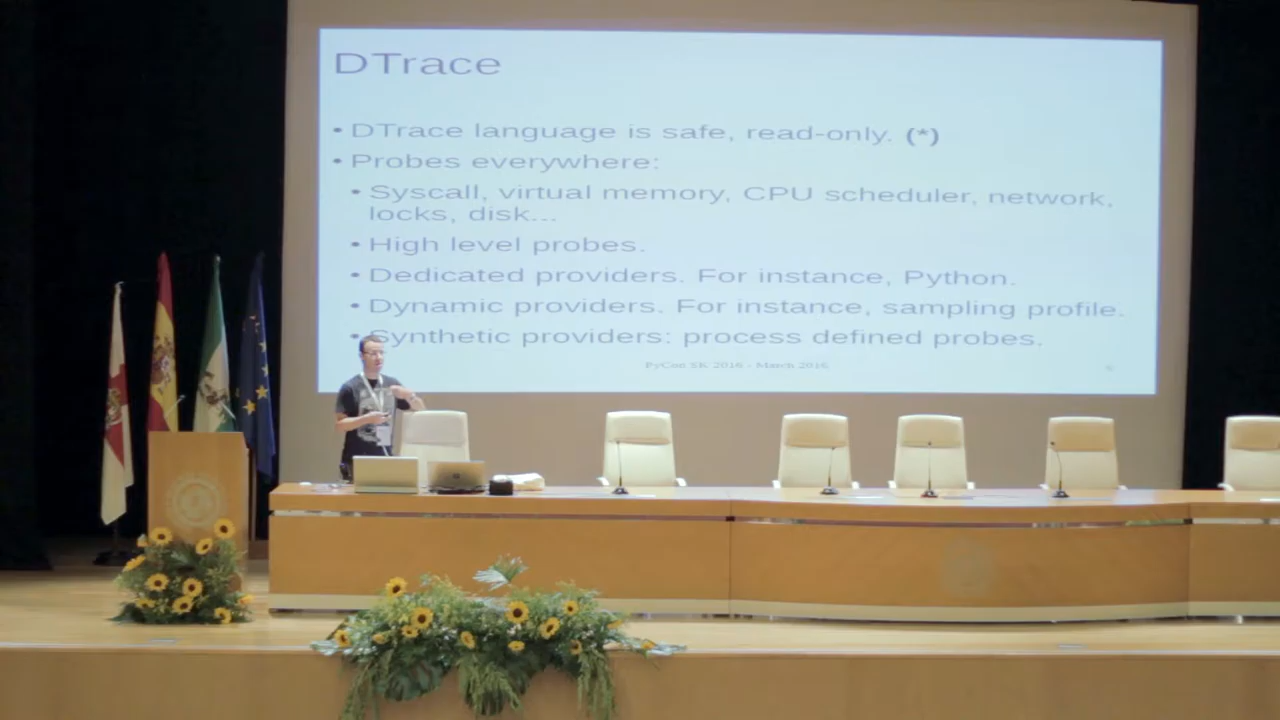 DTrace
• DTrace language is safe, read-only. (*)
• Probes everywhere:
• Syscall, virtual memory, CPU scheduler, network,
locks, disk...
• High level probes.
• Dedicated providers. For instance, Python.
• Dynamic providers. For instance, sampling profile.
• Synthetic providers: process defined probes.
PyCon SK 2016 - March 2016